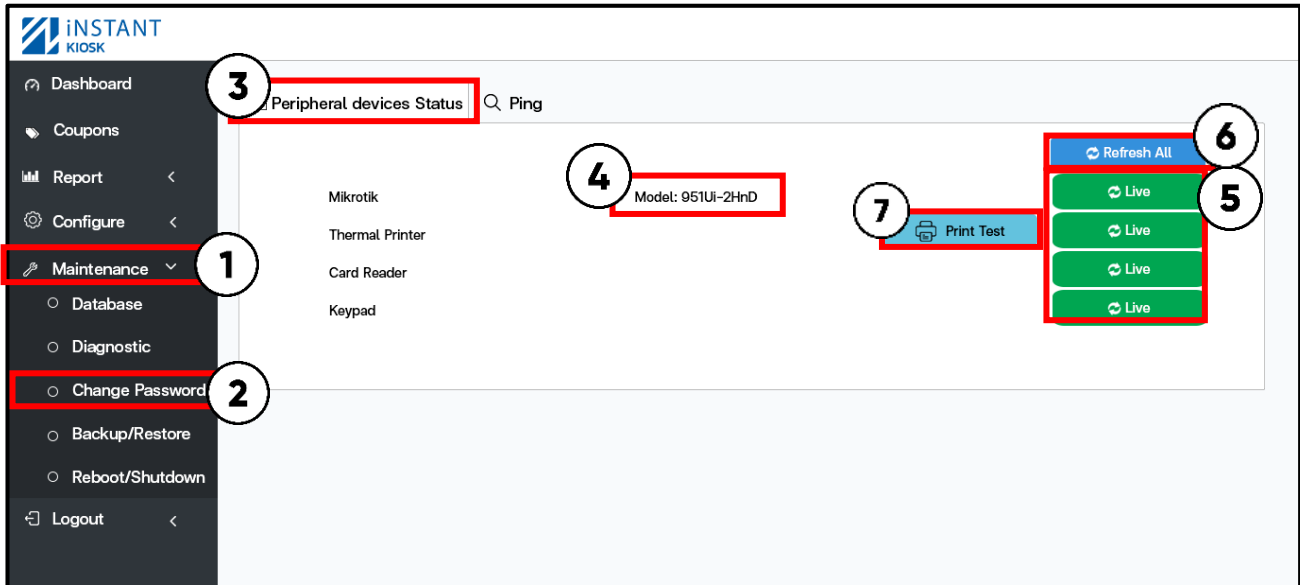 iNSTANT
KIOSK
Dashboard
Coupons
Report
Configure
Maintenance
1
Database
Diagnostic
Change Password
2
Backup/Restore
Reboot/Shutdown
Logout
3
Peripheral devices Status
Ping
6
Refresh All
Mikrotik
4
Model: 951Ui-2HnD
Live
5
Thermal Printer
7
Print Test
Live
Card Reader
Live
Keypad
Live